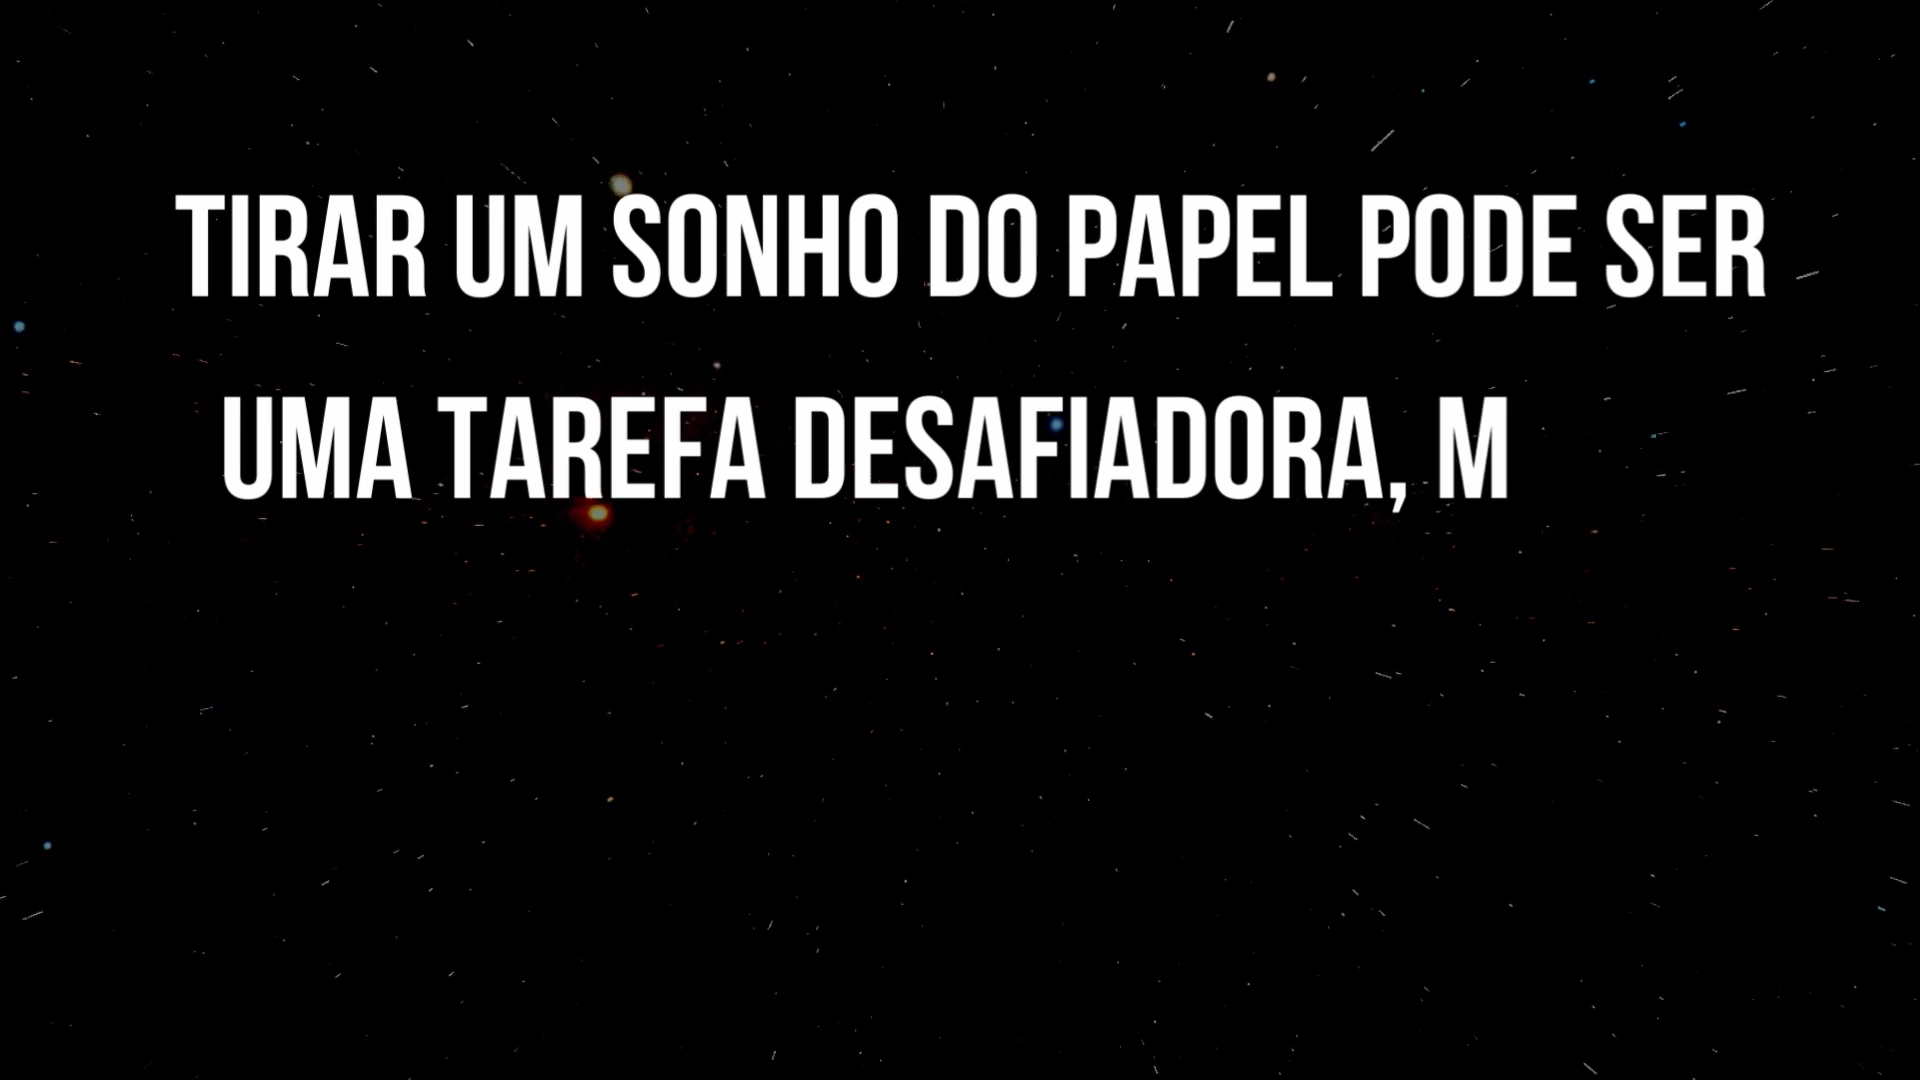 TIRAR UM SONHO DO PAPEL PODE SER
UMA TAREFA DESAFIADORA, M